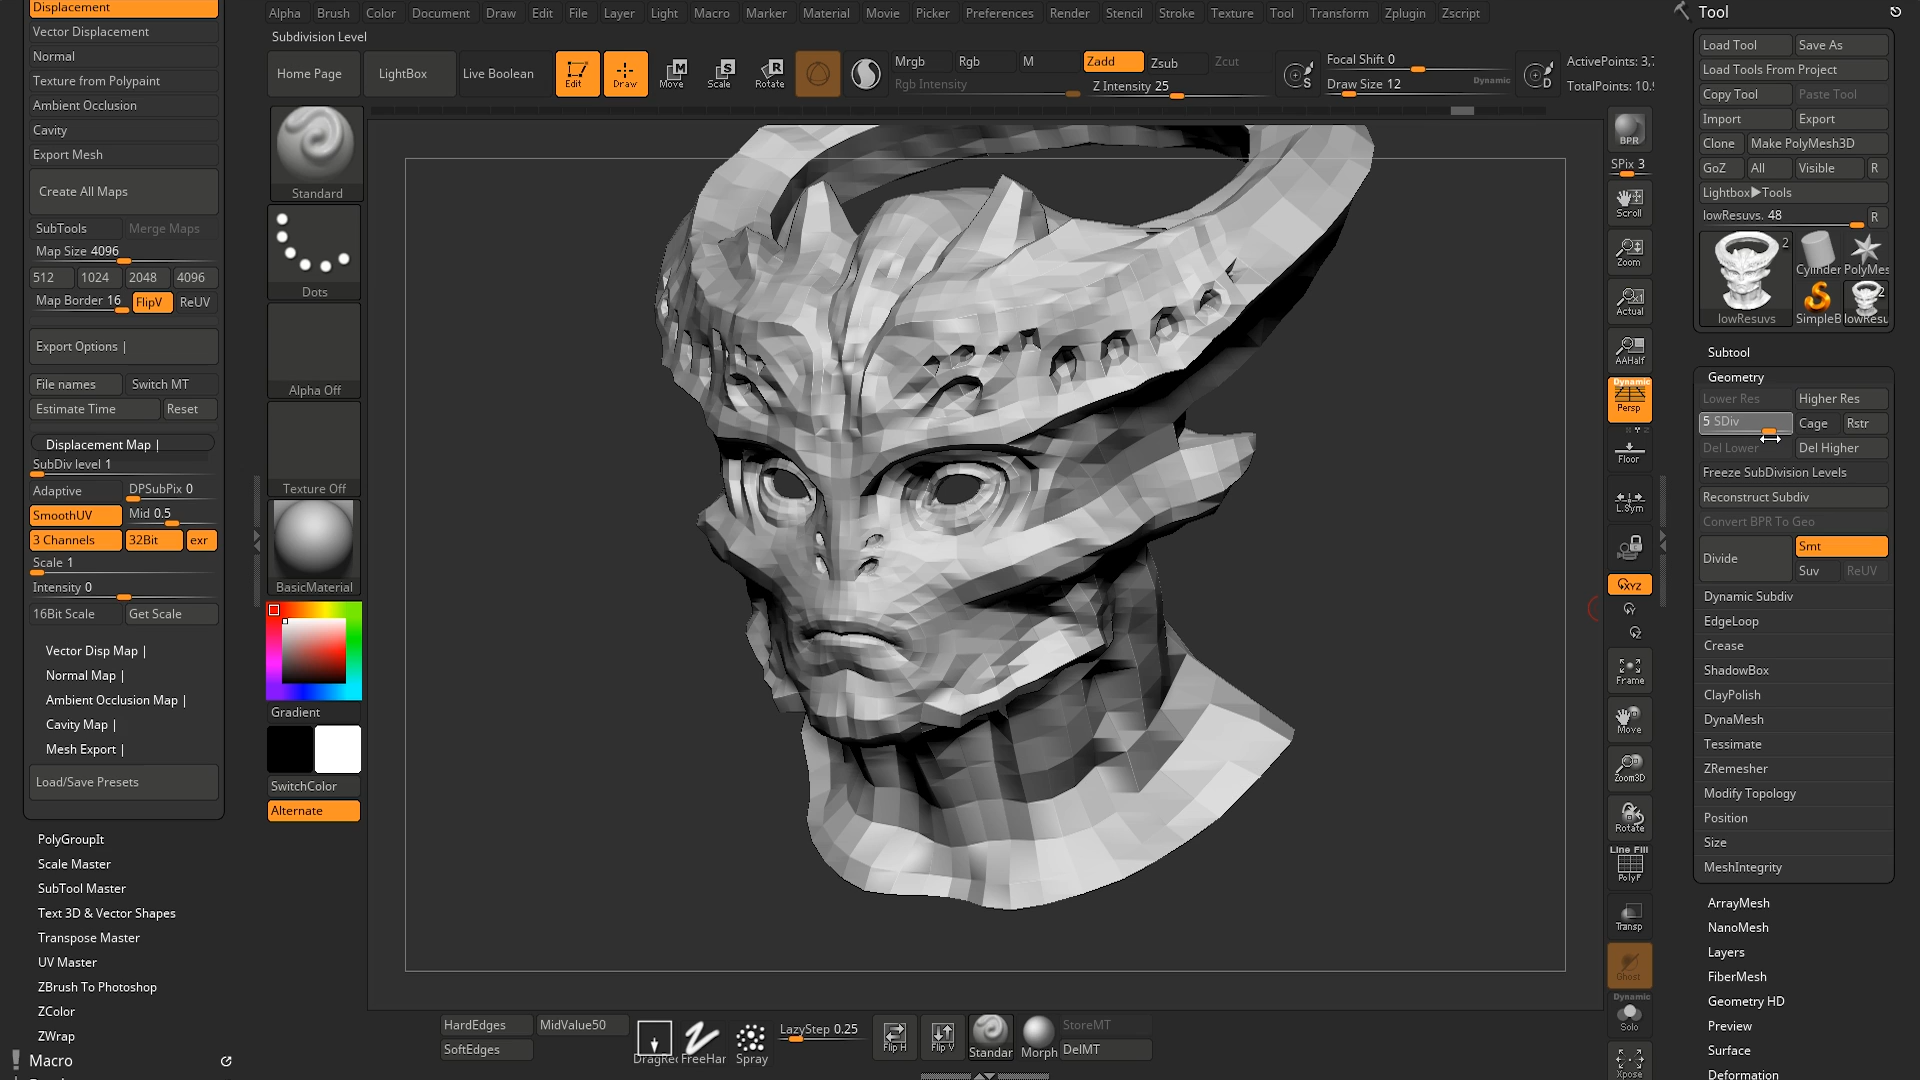 Displacement
Vector Displacement
Normal
Texture from Polypaint
Ambient Occlusion
Cavity
Export Mesh
Create All Maps
SubTools Merge Maps
Map Size 4096
512 1024 2048 4096
Map Border 16 FlipV ReUV
Export Options |
File names Switch MT
Estimate Time Reset
Displacement Map |
SubDiv level 1
Adaptive DPSubPix 0
SmoothUV Mid 0.5
3 Channels 32Bit exr
Scale 1
Intensity 0
16Bit Scale Get Scale
Vector Disp Map |
Normal Map |
Ambient Occlusion Map |
Cavity Map |
Mesh Export |
Load/Save Presets
PolyGroupIt
Scale Master
SubTool Master
Text 3D & Vector Shapes
Transpose Master
UV Master
ZBrush To Photoshop
ZColor
ZWrap
Macro
Alpha Brush Color Document Draw Edit File Layer Light Macro Marker Material Movie Picker Preferences Render Stencil Stroke Texture Tool Transform Zplugin Zscript
Subdivision Level
Home Page LightBox Live Boolean Edit Draw Move Scale Rotate
Mrgb Rgb M Zadd Zsub Zcut
Rgb Intensity Z Intensity 25
Focal Shift 0
Draw Size 12 Dynamic
ActivePoints: 3,7
TotalPoints: 10.
Standard
Dots
Alpha Off
Texture Off
BasicMaterial
Gradient
SwitchColor
Alternate
HardEdges MidValue50
SoftEdges
DragRec FreeHar Spray
LazyStep 0.25
Flip H Flip V Standar Morph
StoreMT
DelMT
BPR
SPix 3
Scroll
Zoom
Actual
AAHalf
Dynamic
Persp
Floor
L.Sym
XYZ
Y
Z
Frame
Move
Zoom3D
Rotate
Line Fill
PolyF
Transp
Ghost
Dynamic
Solo
Xpose
Tool
Load Tool Save As
Load Tools From Project
Copy Tool Paste Tool
Import Export
Clone Make PolyMesh3D
GoZ All Visible R
Lightbox▶Tools
lowResuvs. 48 R
2
Cylinder PolyMes
2
lowResuvs SimpleB lowResu
Subtool
Geometry
Lower Res Higher Res
5 SDiv Cage Rstr
Del Lower Del Higher
Freeze SubDivision Levels
Reconstruct Subdiv
Convert BPR To Geo
Divide Smt
Suv ReUV
Dynamic Subdiv
EdgeLoop
Crease
ShadowBox
ClayPolish
DynaMesh
Tessimate
ZRemesher
Modify Topology
Position
Size
MeshIntegrity
ArrayMesh
NanoMesh
Layers
FiberMesh
Geometry HD
Preview
Surface
Deformation